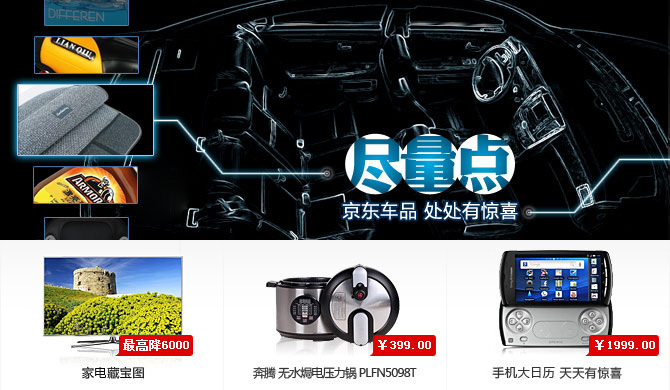 DIFFEREN
LIAN QIU
ARMOR
尽量点
京东车品 处处有惊喜
最高降6000
¥399.00
¥1999.00
家电藏宝图
奔腾 无水焗电压力锅 PLFN5098T
手机大日历 天天有惊喜